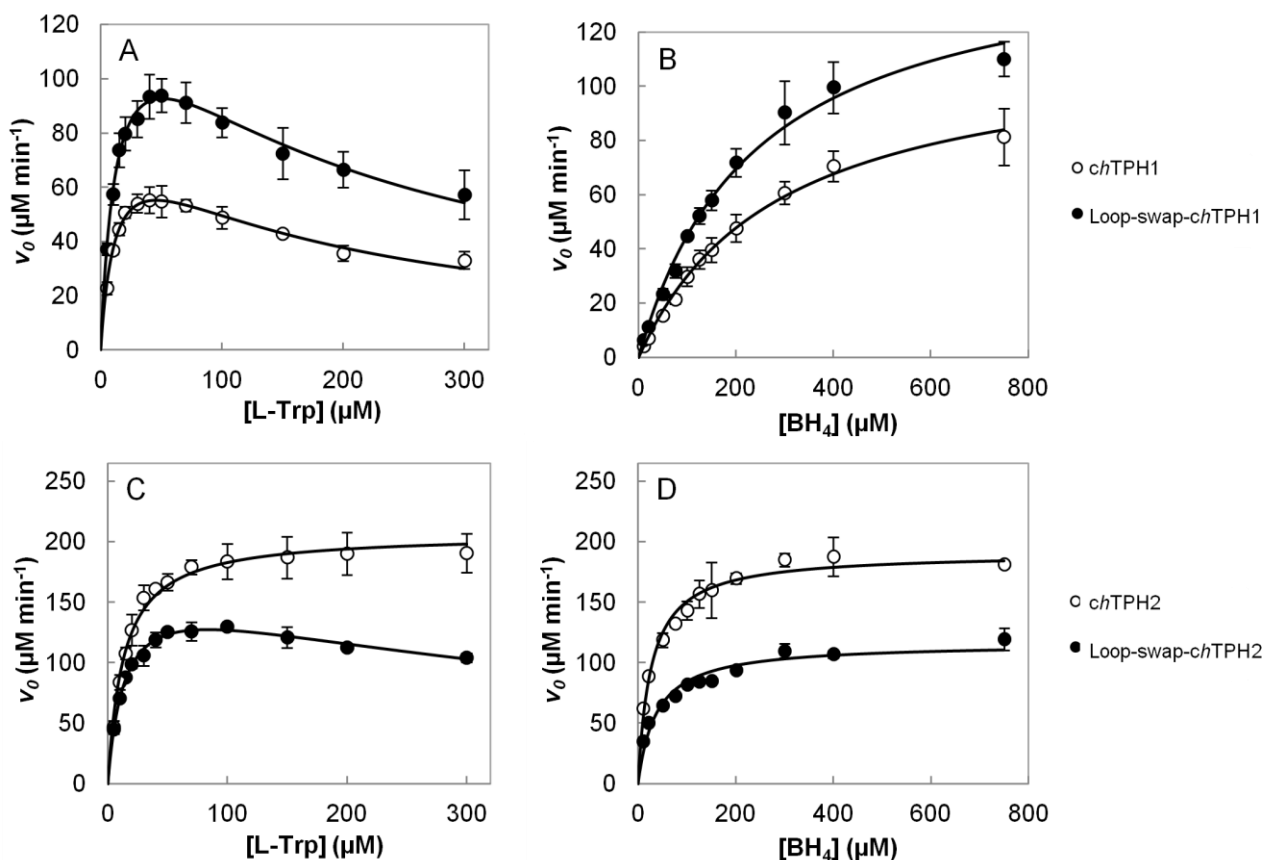 A
120
100
80
60
40
20
0
v₀ (µM min⁻¹)
0 100 200 300
[L-Trp] (µM)
B
120
100
80
60
40
20
0
v₀ (µM min⁻¹)
0 200 400 600 800
[BH₄] (µM)
chTPH1
Loop-swap-chTPH1
C
250
200
150
100
50
0
v₀ (µM min⁻¹)
0 100 200 300
[L-Trp] (µM)
D
250
200
150
100
50
0
v₀ (µM min⁻¹)
0 200 400 600 800
[BH₄] (µM)
chTPH2
Loop-swap-chTPH2